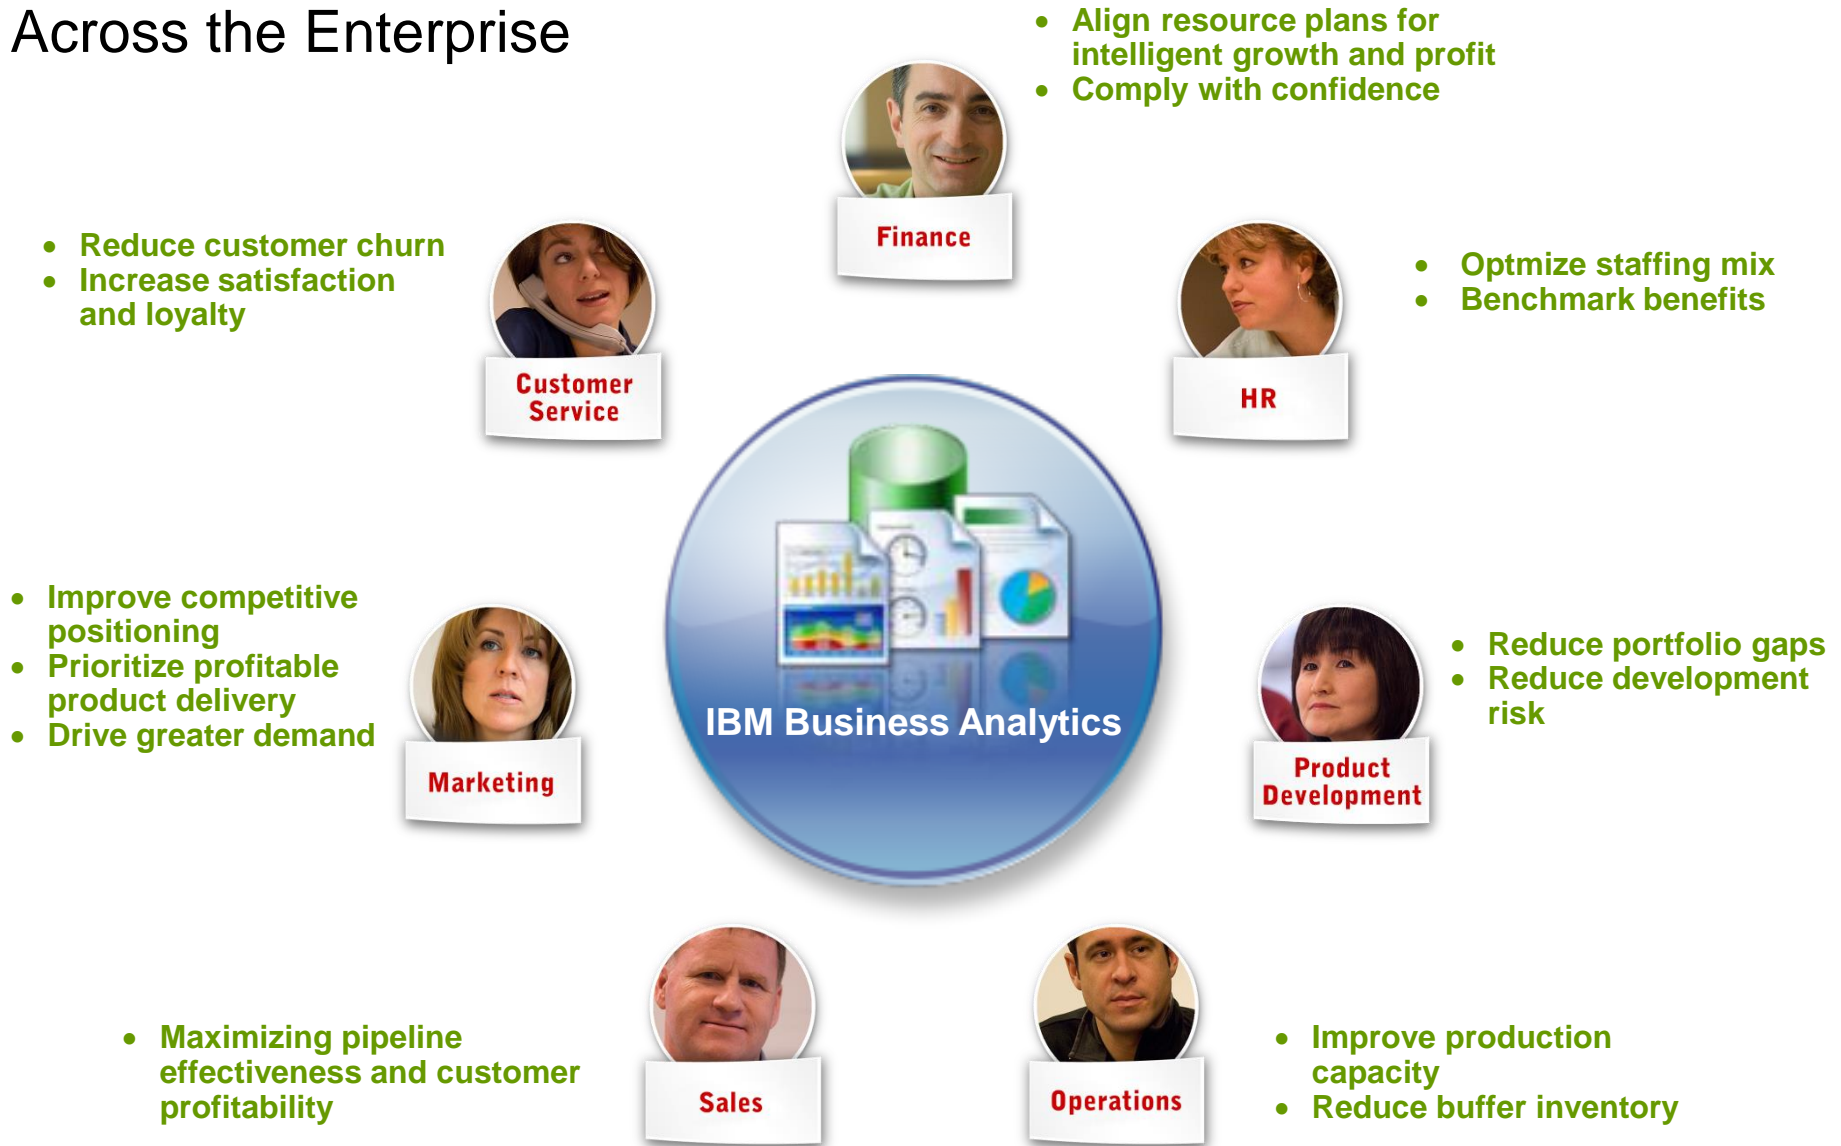 Across the Enterprise
• Align resource plans for
intelligent growth and profit
• Comply with confidence
Finance
• Reduce customer churn
• Increase satisfaction
and loyalty
Customer
Service
• Optmize staffing mix
• Benchmark benefits
HR
• Improve competitive
positioning
• Prioritize profitable
product delivery
• Drive greater demand
Marketing
IBM Business Analytics
• Reduce portfolio gaps
• Reduce development
risk
Product
Development
• Maximizing pipeline
effectiveness and customer
profitability
Sales
Operations
• Improve production
capacity
• Reduce buffer inventory